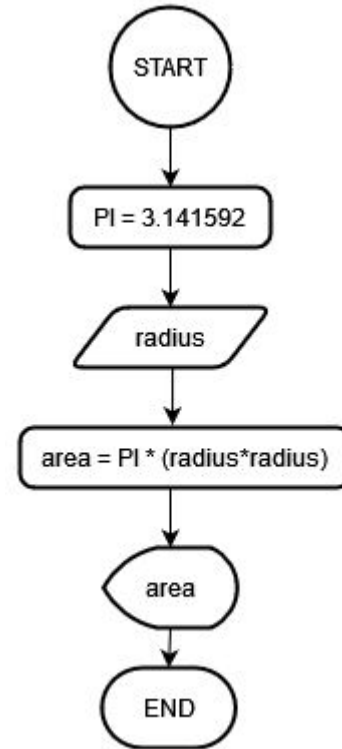 START
PI = 3.141592
radius
area = PI * (radius*radius)
area
END